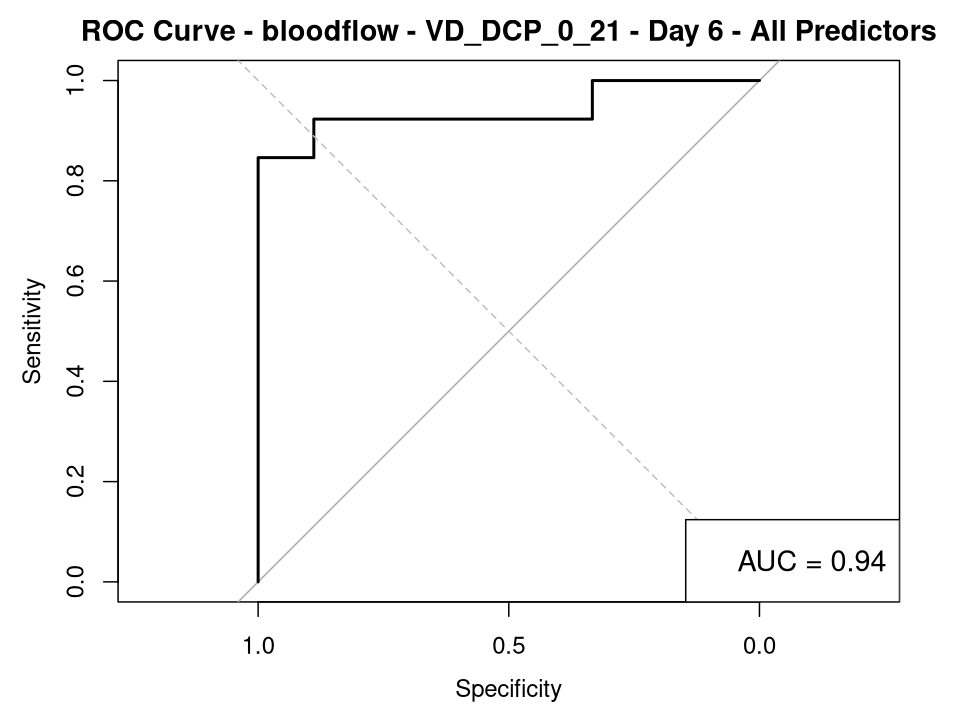 ROC Curve - bloodflow - VD_DCP_0_21 - Day 6 - All Predictors
Sensitivity
1.0
0.8
0.6
0.4
0.2
0.0
AUC = 0.94
1.0 0.5 0.0
Specificity